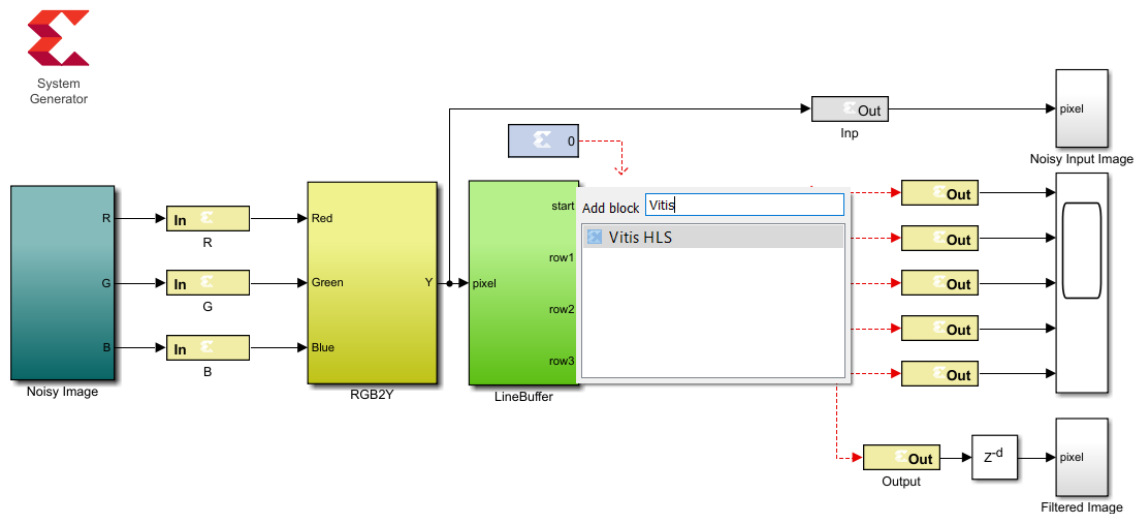 System
Generator
Out
Inp
pixel
Noisy Input Image
0
R
G
B
Noisy Image
In
R
In
G
In
B
Red
Green
Blue
Y
RGB2Y
pixel
start
row1
row2
row3
LineBuffer
Add block Vitis
Vitis HLS
Out
Out
Out
Out
Out
Out
Output
Z-d
pixel
Filtered Image